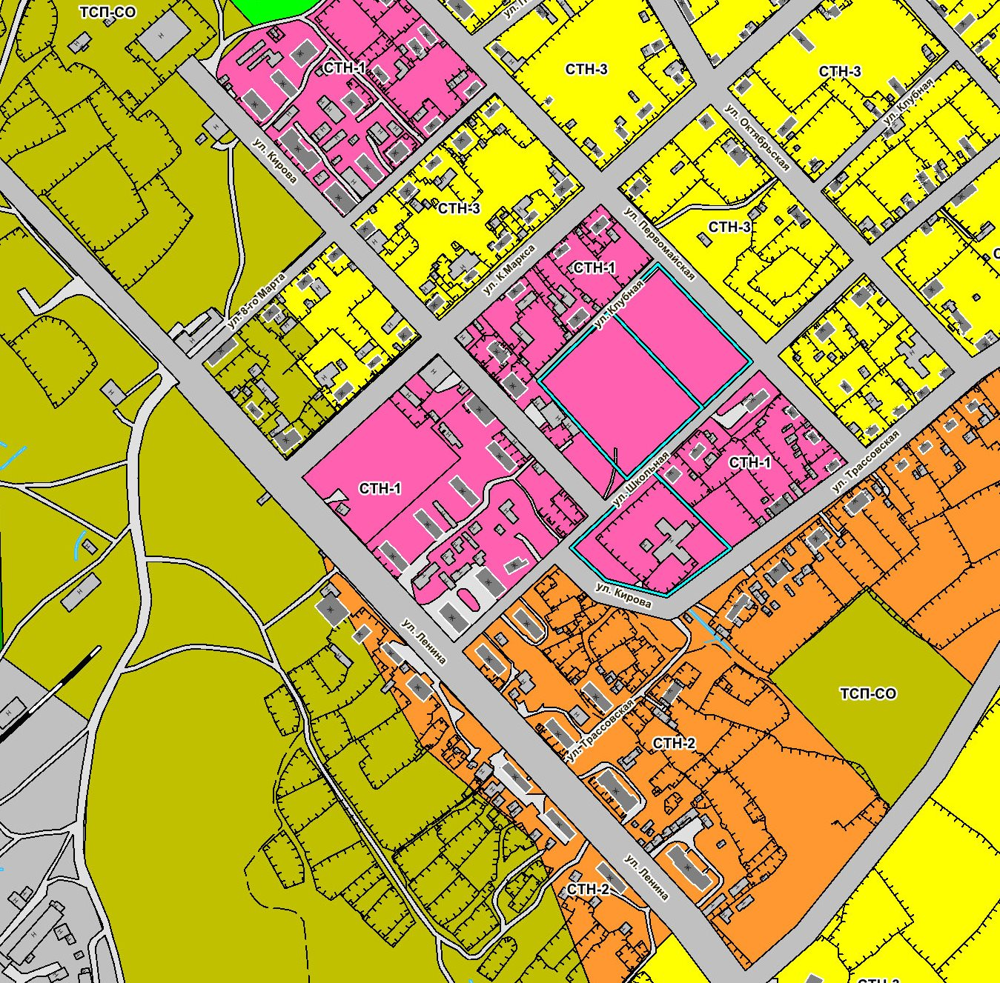 ТСП-СО
СТН-1
СТН-3
СТН-3
ул. Клубная
ул. Октябрьская
ул. Кирова
СТН-3
СТН-3
ул. Первомайская
ул. К.Маркса
СТН-1
ул. 8-го Марта
ул. Клубная
СТН-1
ул. Трассовская
ул. Школьная
СТН-1
ул. Кирова
ул. Ленина
ТСП-СО
ул. Трассовская
СТН-2
ул. Ленина
СТН-2
СТН-3